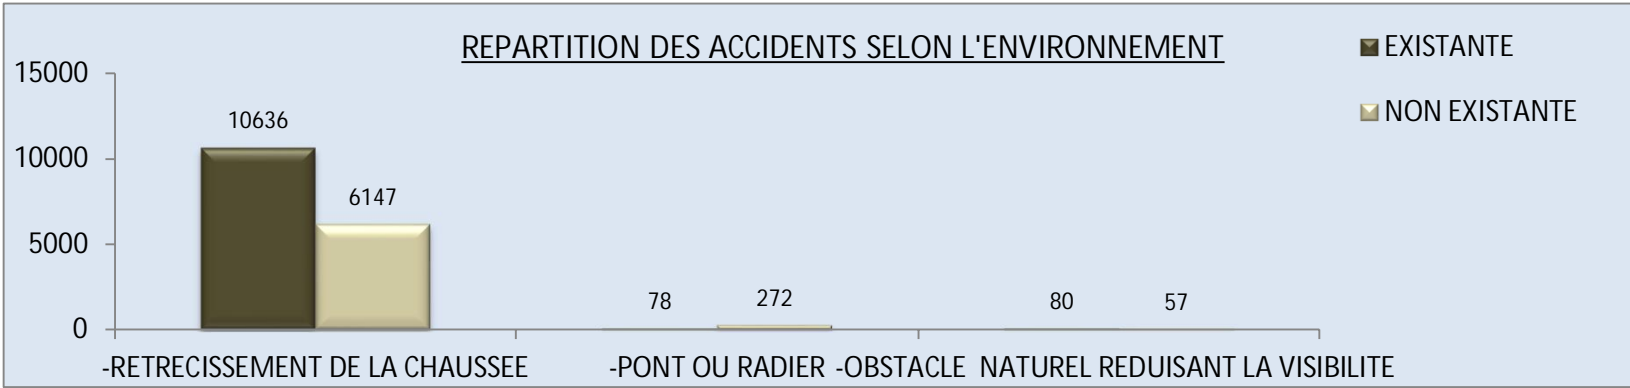 REPARTITION DES ACCIDENTS SELON L'ENVIRONNEMENT
EXISTANTE
NON EXISTANTE
15000
10000
5000
0
10636
6147
78
272
80
57
-RETRECISSEMENT DE LA CHAUSSEE
-PONT OU RADIER
-OBSTACLE NATUREL REDUISANT LA VISIBILITE